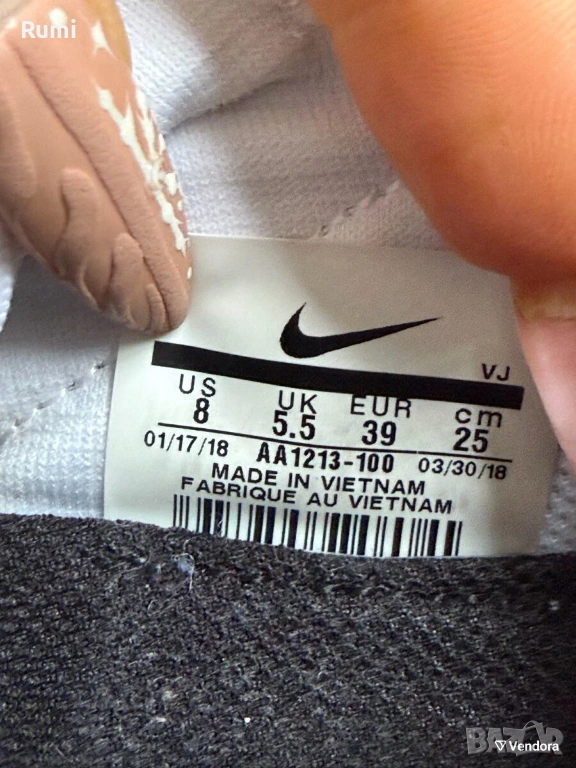 Rumi
VJ
US UK EUR cm
8 5.5 39 25
01/17/18 AA1213-100 03/30/18
MADE IN VIETNAM
FABRIQUE AU VIETNAM
BAZAR
Vendora